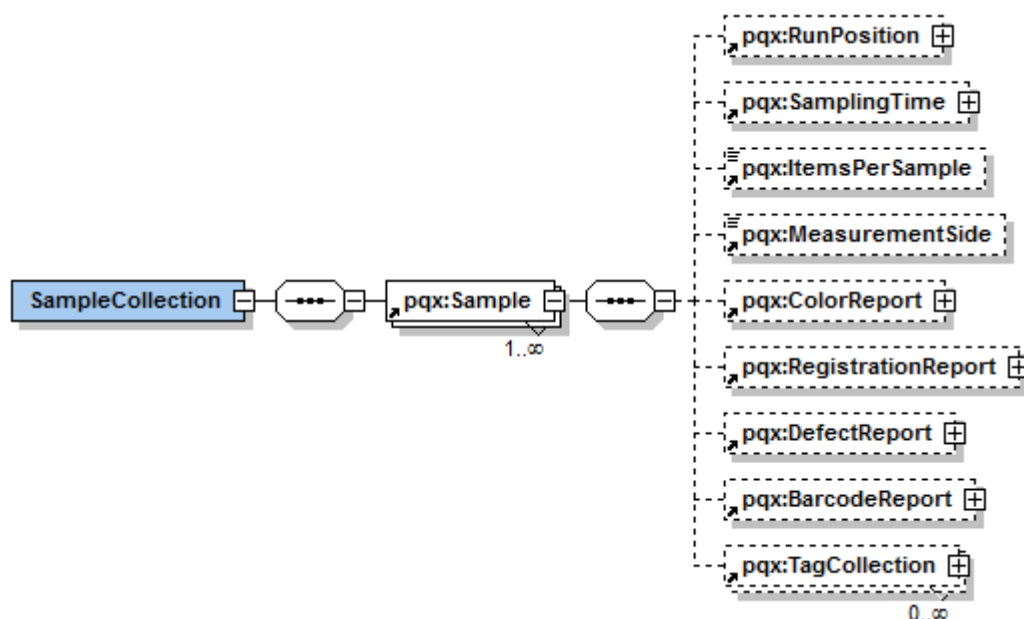 pqx:RunPosition
pqx:SamplingTime
pqx:ItemsPerSample
pqx:MeasurementSide
SampleCollection
pqx:Sample
1..∞
pqx:ColorReport
pqx:RegistrationReport
pqx:DefectReport
pqx:BarcodeReport
pqx:TagCollection
0..∞